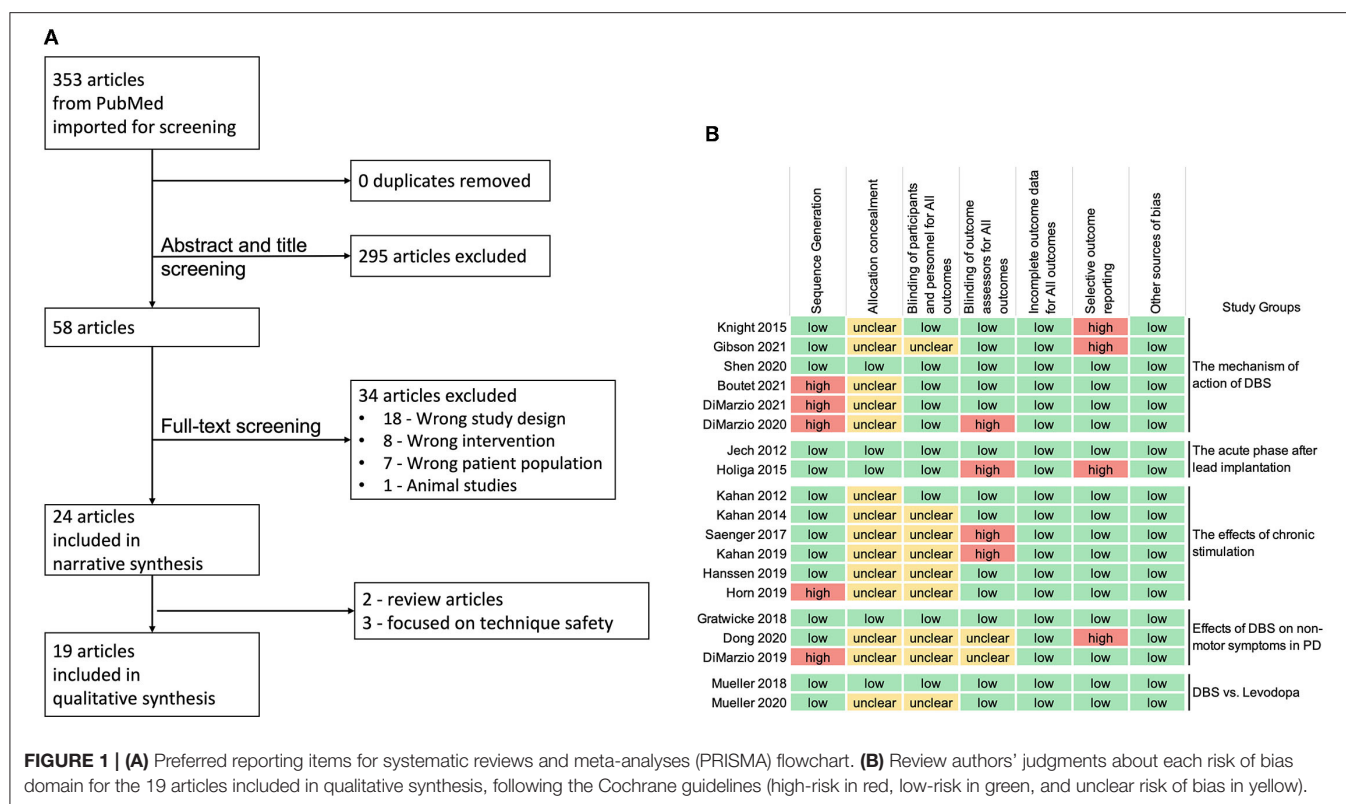 A
353 articles
from PubMed
imported for screening
0 duplicates removed
Abstract and title
screening
295 articles excluded
58 articles
Full-text screening
34 articles excluded
• 18 - Wrong study design
• 8 - Wrong intervention
• 7 - Wrong patient population
• 1 - Animal studies
24 articles
included in
narrative synthesis
2 - review articles
3 - focused on technique safety
19 articles
included in
qualitative synthesis
B
Sequence Generation
Allocation concealment
Blinding of participants
and personnel for All
outcomes
Blinding of outcome
assessors for All
outcomes
Incomplete outcome data
for All outcomes
Selective outcome
reporting
Other sources of bias
Study Groups
Knight 2015 low unclear low low low high low
Gibson 2021 low unclear unclear low low high low
Shen 2020 low low low low low low low
Boutet 2021 high unclear low low low low low
DiMarzio 2021 high unclear low low low low low
DiMarzio 2020 high unclear low high low low low
The mechanism of
action of DBS
Jech 2012 low low low low low low low
Holiga 2015 low low low high low high low
The acute phase after
lead implantation
Kahan 2012 low unclear low low low low low
Kahan 2014 low unclear unclear low low low low
Saenger 2017 low unclear unclear high low low low
Kahan 2019 low unclear unclear high low low low
Hanssen 2019 low unclear unclear low low low low
Horn 2019 high unclear unclear low low low low
The effects of chronic
stimulation
Gratwicke 2018 low low low low low low low
Dong 2020 low unclear unclear unclear low high low
DiMarzio 2019 high unclear unclear unclear low low low
Effects of DBS on non-
motor symptoms in PD
Mueller 2018 low low low low low low low
Mueller 2020 low unclear unclear low low low low
DBS vs. Levodopa
FIGURE 1 | (A) Preferred reporting items for systematic reviews and meta-analyses (PRISMA) flowchart. (B) Review authors' judgments about each risk of bias
domain for the 19 articles included in qualitative synthesis, following the Cochrane guidelines (high-risk in red, low-risk in green, and unclear risk of bias in yellow).